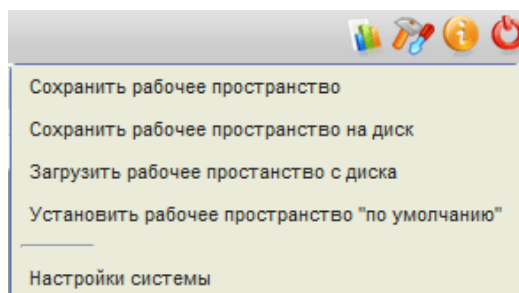 Сохранить рабочее пространство
Сохранить рабочее пространство на диск
Загрузить рабочее простанство с диска
Установить рабочее пространство "по умолчанию"
Настройки системы